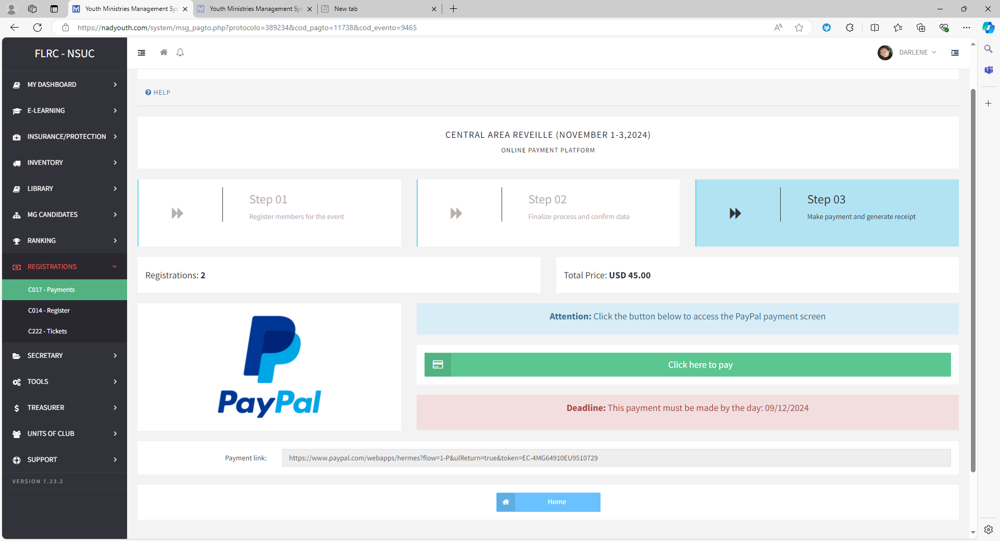 Youth Ministries Management Sys
Youth Ministries Management Sys
New tab
https://nadyouth.com/system/msg_pagto.php?protocolo=389234&cod_pagto=11738&cod_evento=9465
FLRC - NSUC
DARLENE
MY DASHBOARD
E-LEARNING
INSURANCE/PROTECTION
INVENTORY
LIBRARY
MG CANDIDATES
RANKING
REGISTRATIONS
C017 - Payments
C014 - Register
C222 - Tickets
SECRETARY
TOOLS
TREASURER
UNITS OF CLUB
SUPPORT
VERSION 7.23.2
HELP
CENTRAL AREA REVEILLE (NOVEMBER 1-3,2024)
ONLINE PAYMENT PLATFORM
Step 01
Register members for the event
Step 02
Finalize process and confirm data
Step 03
Make payment and generate receipt
Registrations: 2
Total Price: USD 45.00
PayPal
Attention: Click the button below to access the PayPal payment screen
Click here to pay
Deadline: This payment must be made by the day: 09/12/2024
Payment link:
https://www.paypal.com/webapps/hermes?flow=1-P&ulReturn=true&token=EC-4MG64910EU9510729
Home